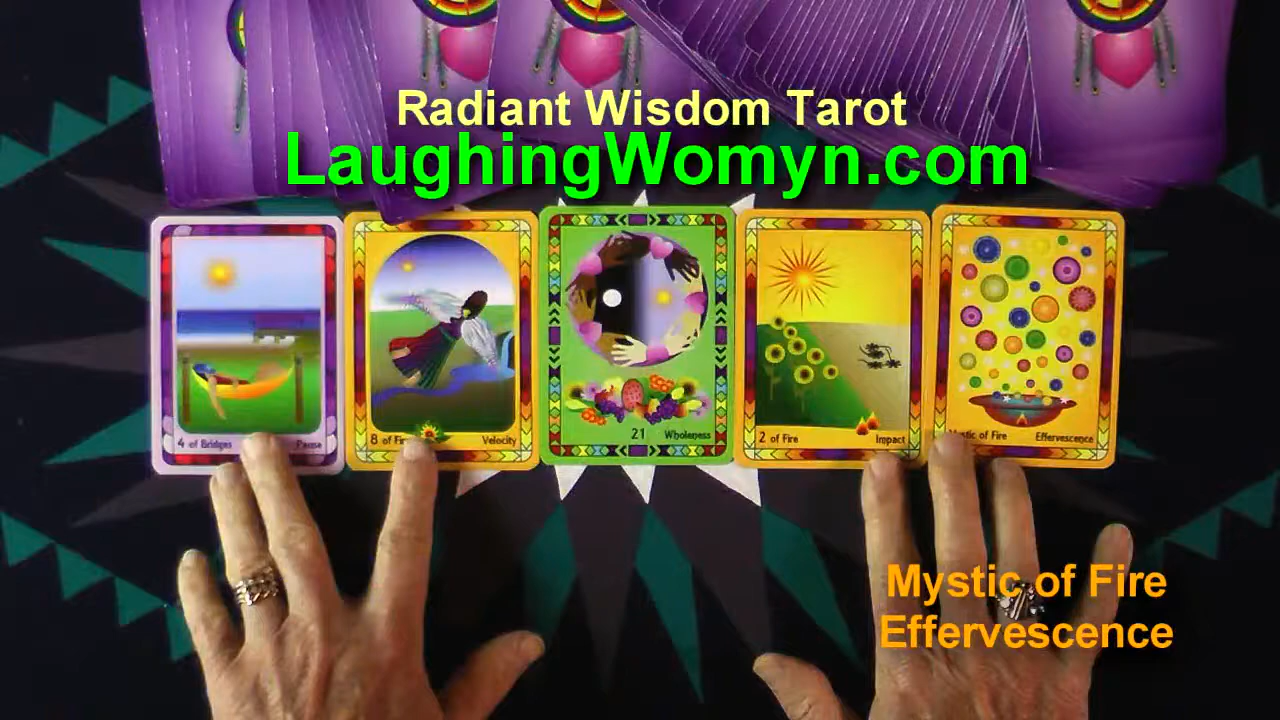 Radiant Wisdom Tarot
LaughingWomyn.com
4 of Bridges Pause
8 of Fire Velocity
21 Wholeness
2 of Fire Impact
Mystic of Fire Effervescence
Mystic of Fire
Effervescence